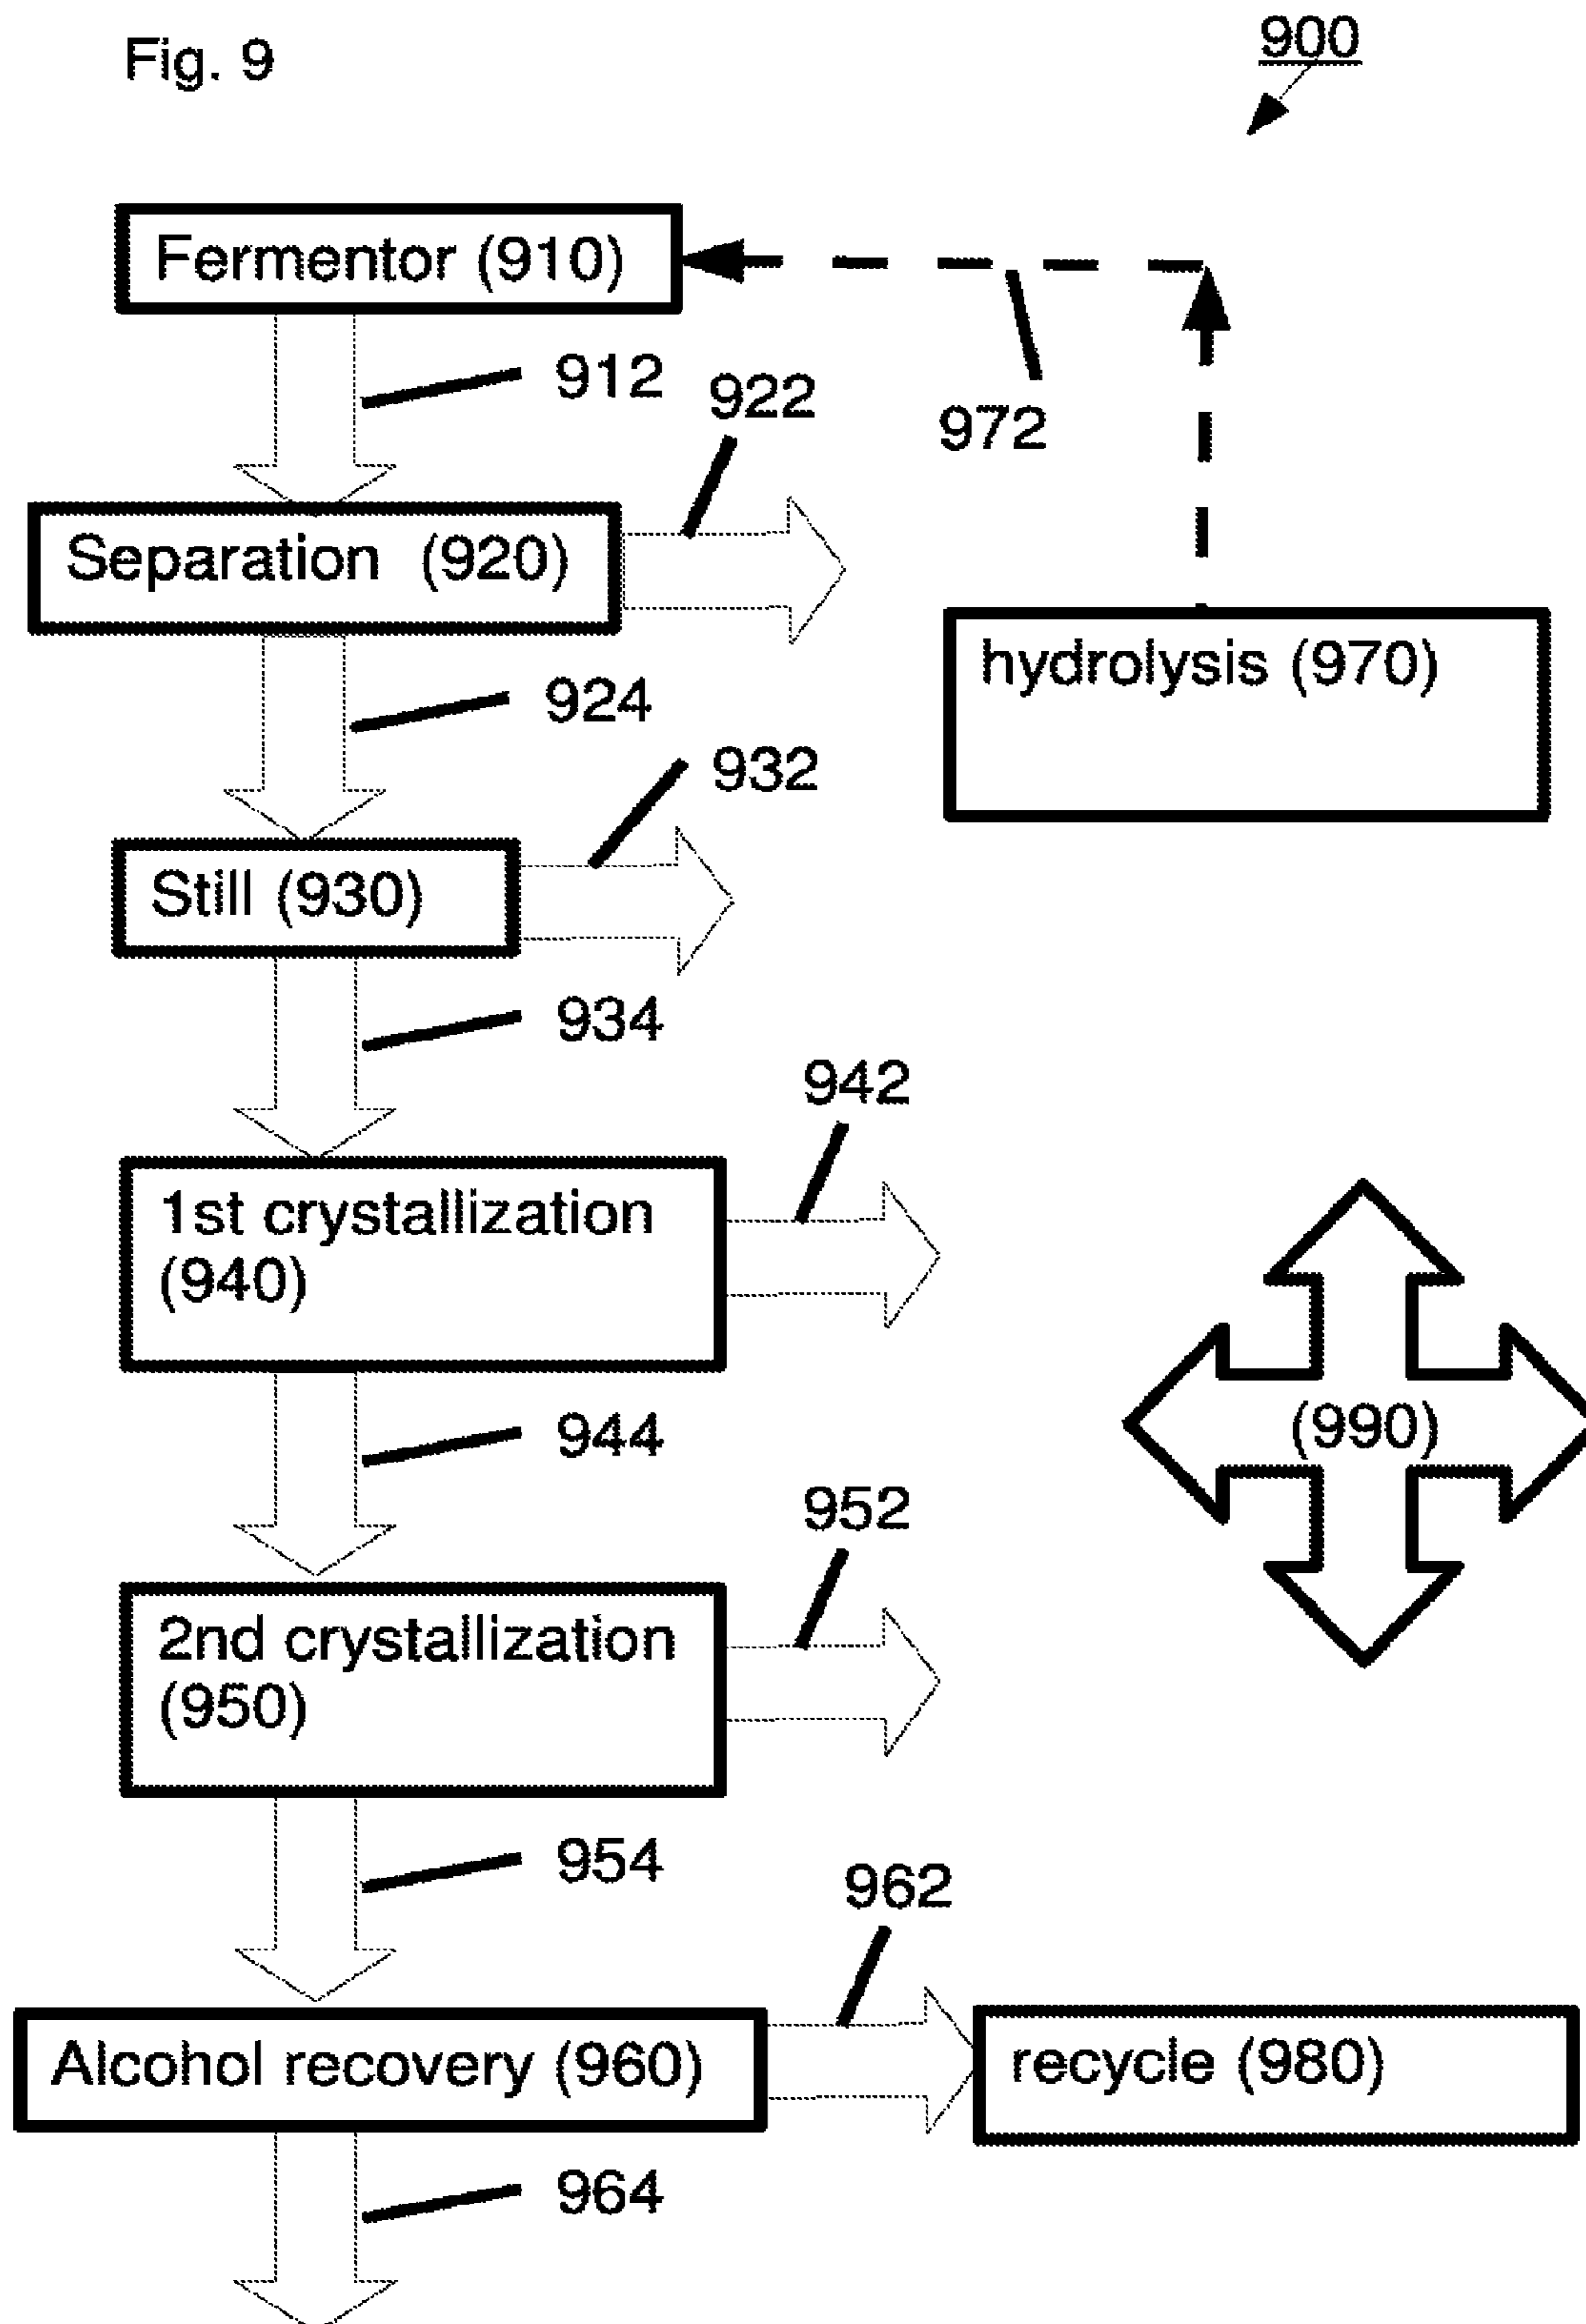 Fig. 9
900
Fermentor (910)
912
922
972
Separation (920)
hydrolysis (970)
924
932
Still (930)
934
942
1st crystallization
(940)
(990)
944
952
2nd crystallization
(950)
954
962
Alcohol recovery (960)
recycle (980)
964